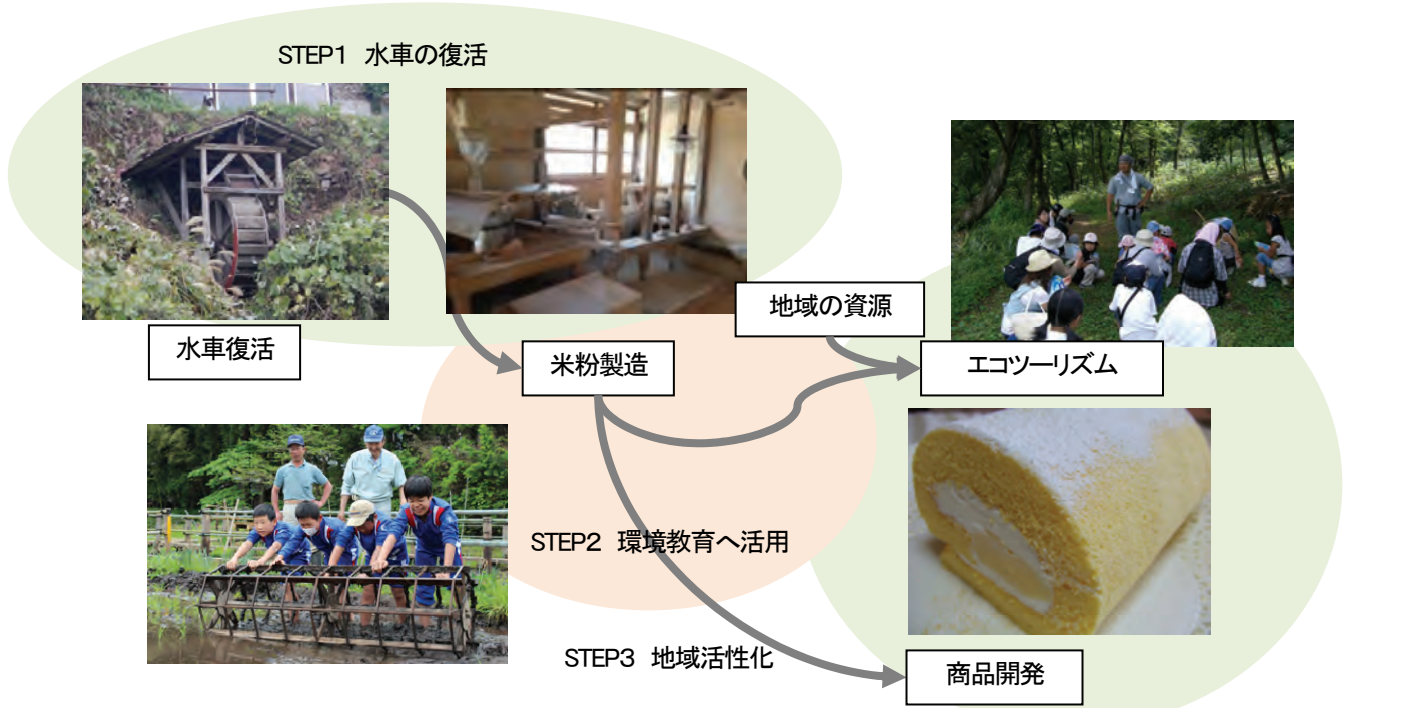 STEP1 水車の復活
水車復活
地域の資源
米粉製造
エコツーリズム
STEP2 環境教育へ活用
STEP3 地域活性化
商品開発